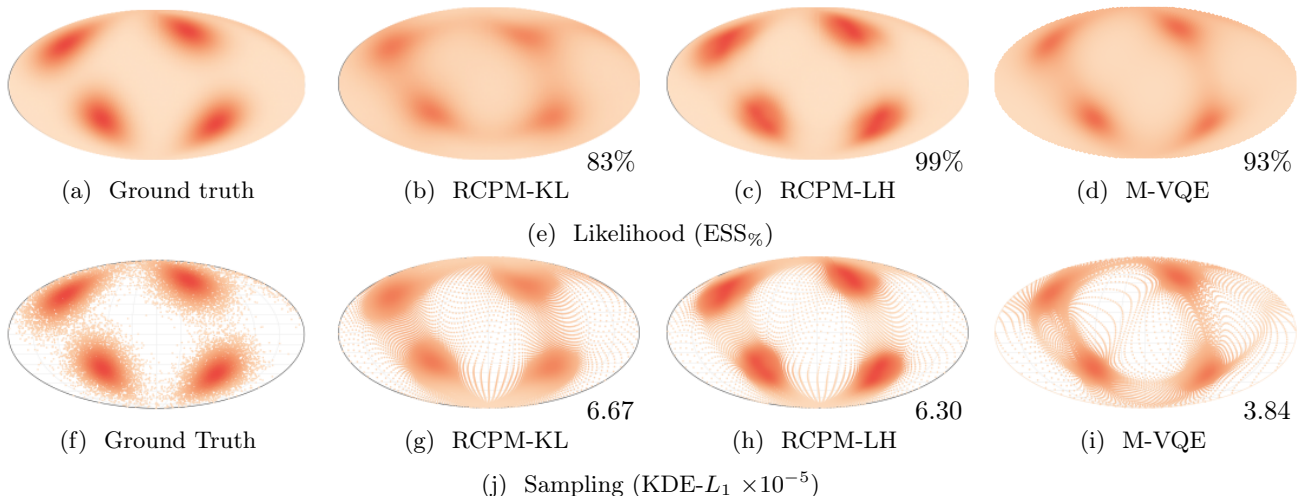 83% 99% 93%
(a) Ground truth (b) RCPM-KL (c) RCPM-LH (d) M-VQE
(e) Likelihood (ESS%)
6.67 6.30 3.84
(f) Ground Truth (g) RCPM-KL (h) RCPM-LH (i) M-VQE
(j) Sampling (KDE-L₁ ×10⁻⁵)